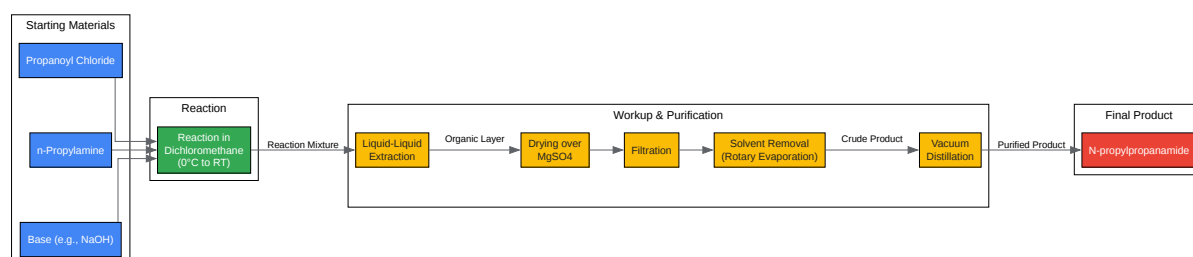 Starting Materials
Propanoyl Chloride
n-Propylamine
Base (e.g., NaOH)
Reaction
Reaction in
Dichloromethane
(0°C to RT)
Reaction Mixture
Workup & Purification
Liquid-Liquid
Extraction
Organic Layer
Drying over
MgSO4
Filtration
Solvent Removal
(Rotary Evaporation)
Crude Product
Vacuum
Distillation
Purified Product
Final Product
N-propylpropanamide